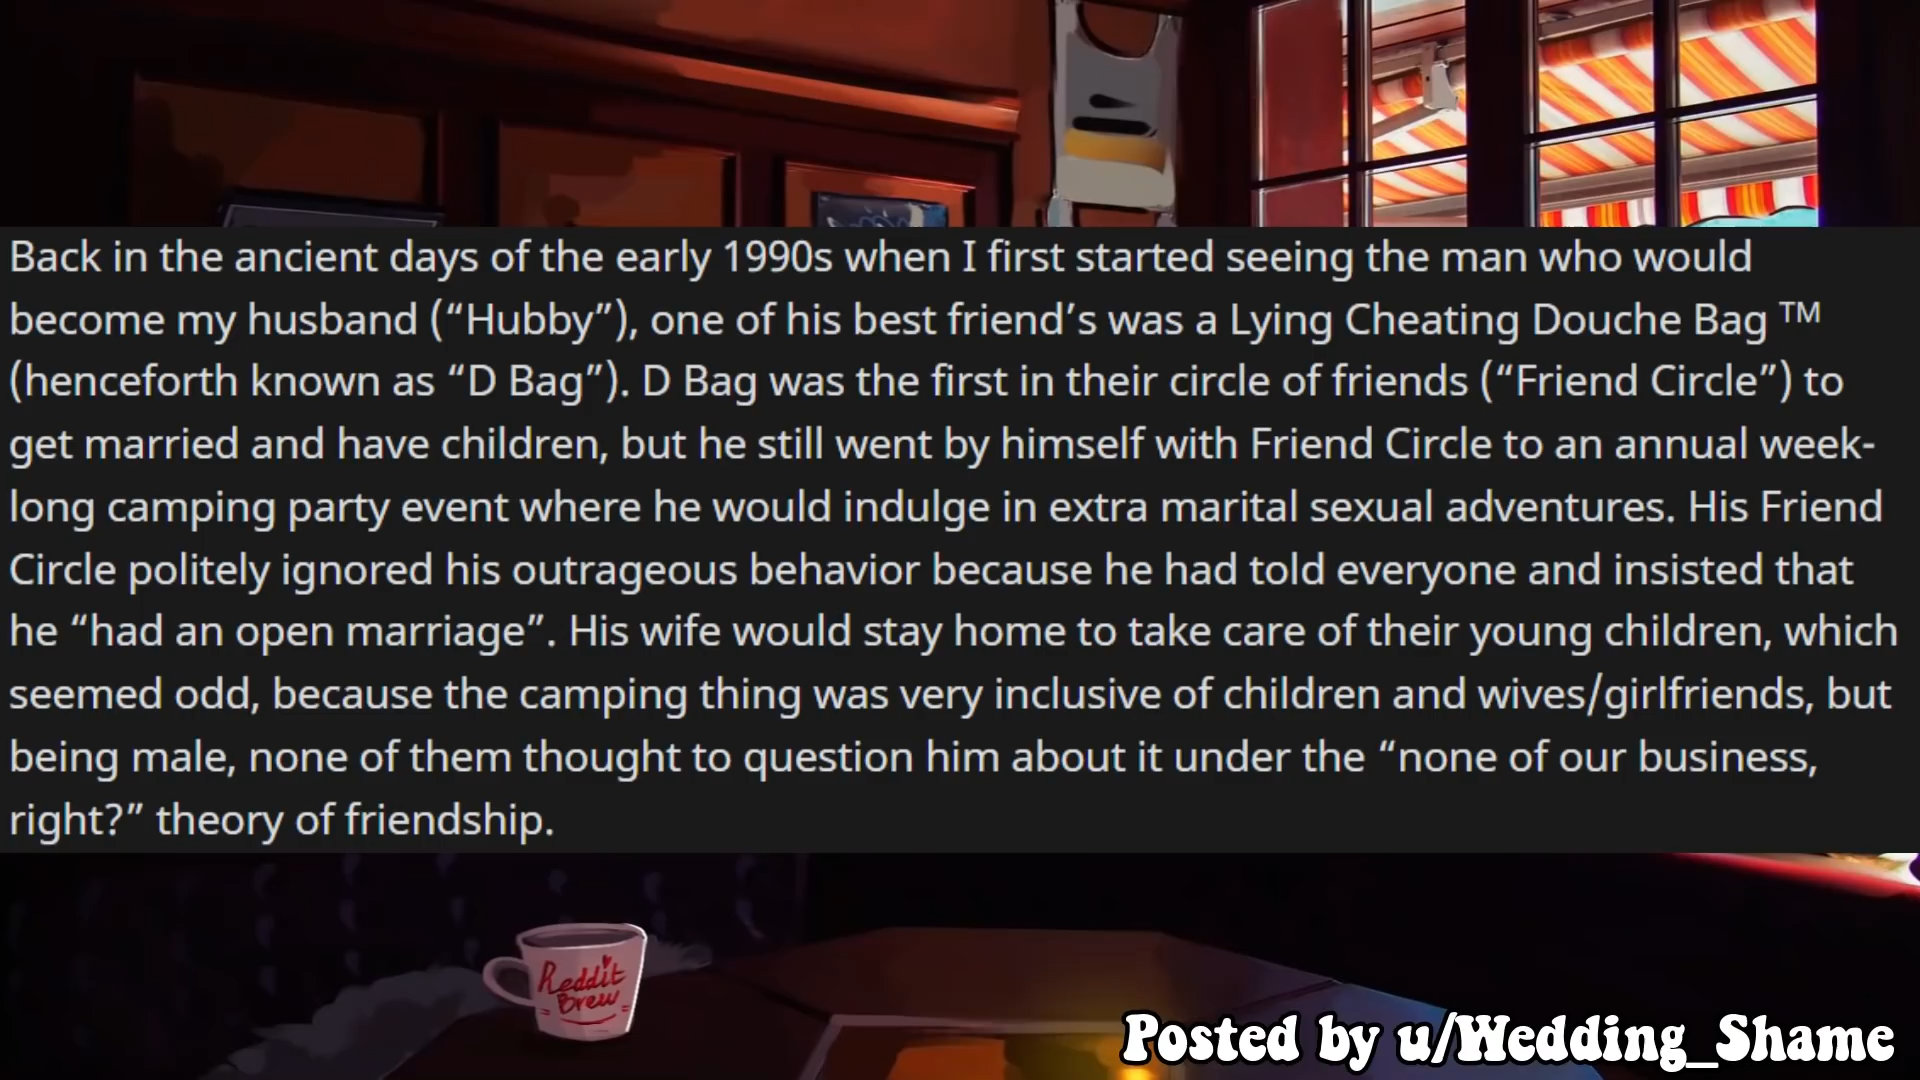 Back in the ancient days of the early 1990s when I first started seeing the man who would
become my husband (“Hubby”), one of his best friend’s was a Lying Cheating Douche Bag ™
(henceforth known as “D Bag”). D Bag was the first in their circle of friends (“Friend Circle”) to
get married and have children, but he still went by himself with Friend Circle to an annual week-
long camping party event where he would indulge in extra marital sexual adventures. His Friend
Circle politely ignored his outrageous behavior because he had told everyone and insisted that
he “had an open marriage”. His wife would stay home to take care of their young children, which
seemed odd, because the camping thing was very inclusive of children and wives/girlfriends, but
being male, none of them thought to question him about it under the “none of our business,
right?” theory of friendship.
Reddit
Brew
Posted by u/Wedding_Shame